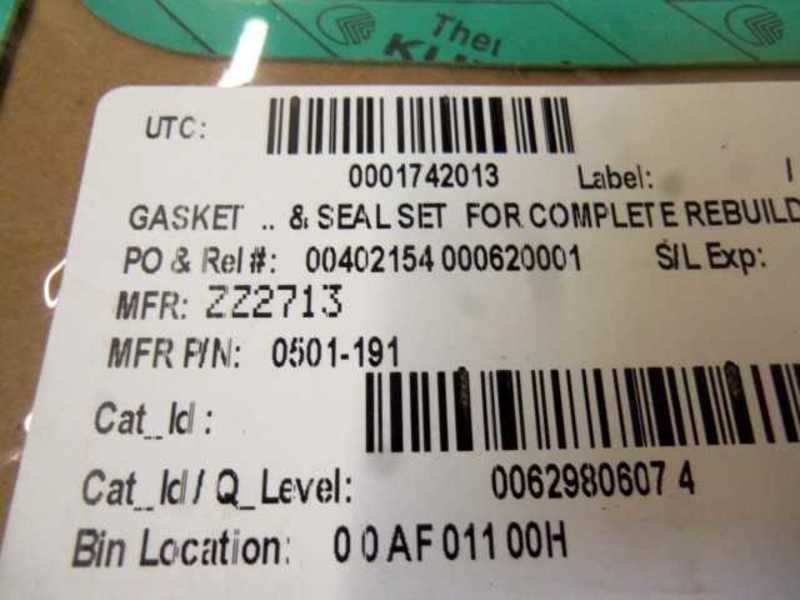 UTC:
0001742013 Label:
GASKET .. & SEAL SET FOR COMPLETE REBUILD
PO & Rel #: 00402154 000620001 S/L Exp:
MFR: ZZ2713
MFR P/N: 0501-191
Cat_Id :
Cat_Id / Q_Level: 0062980607 4
Bin Location: 0 0 AF 011 00H